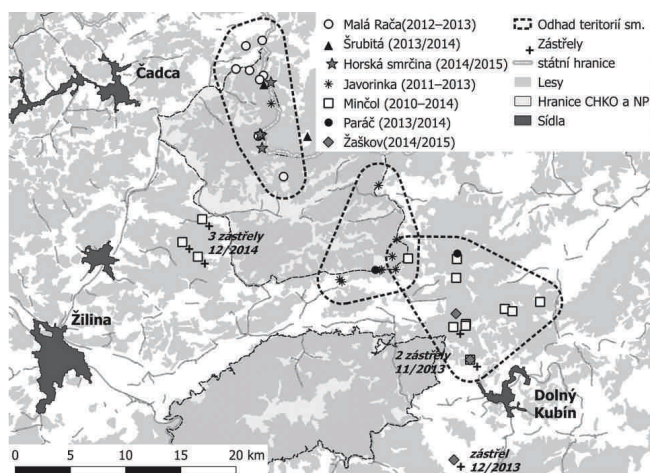 Malá Rača(2012–2013)
Šrubitá (2013/2014)
Horská smrčina (2014/2015)
Javorinka (2011–2013)
Minčol (2010–2014)
Paráč (2013/2014)
Žaškov (2014/2015)
Odhad teritorií sm.
Zástřely
státní hranice
Lesy
Hranice CHKO a NP
Sídla
Čadca
3 zástřely
12/2014
Žilina
2 zástřely
11/2013
Dolný
Kubín
zástřel
12/2013
0 5 10 15 20 km